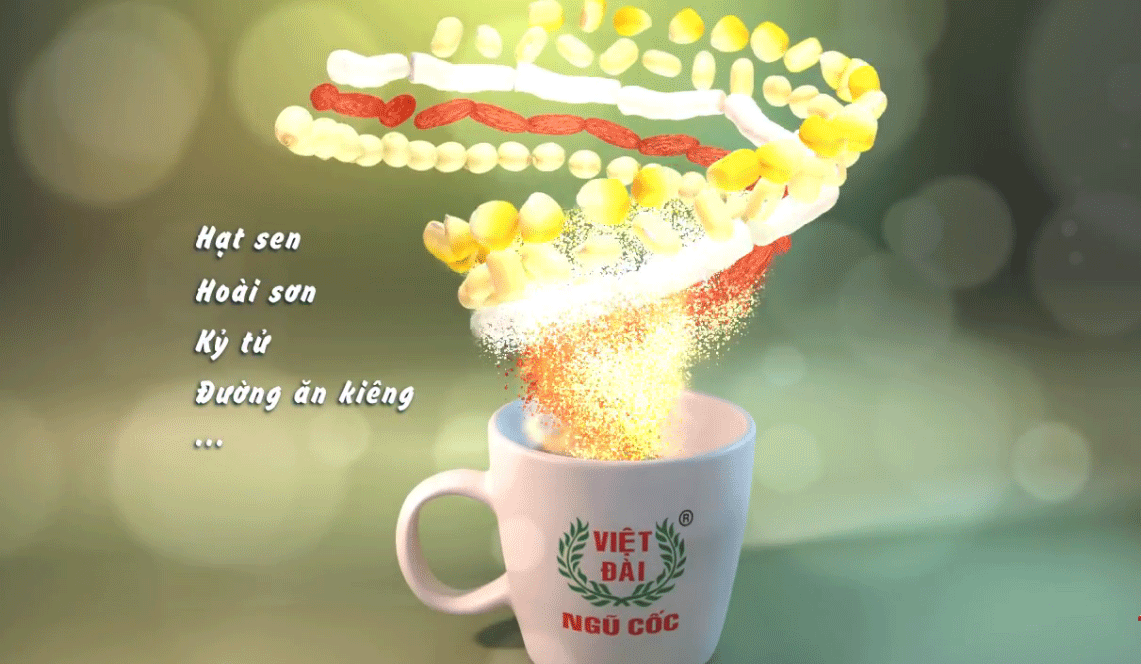 Hạt sen
Hoài sơn
Kỷ tử
Đường ăn kiêng
...
®
VIỆT
ĐÀI
NGŨ CỐC